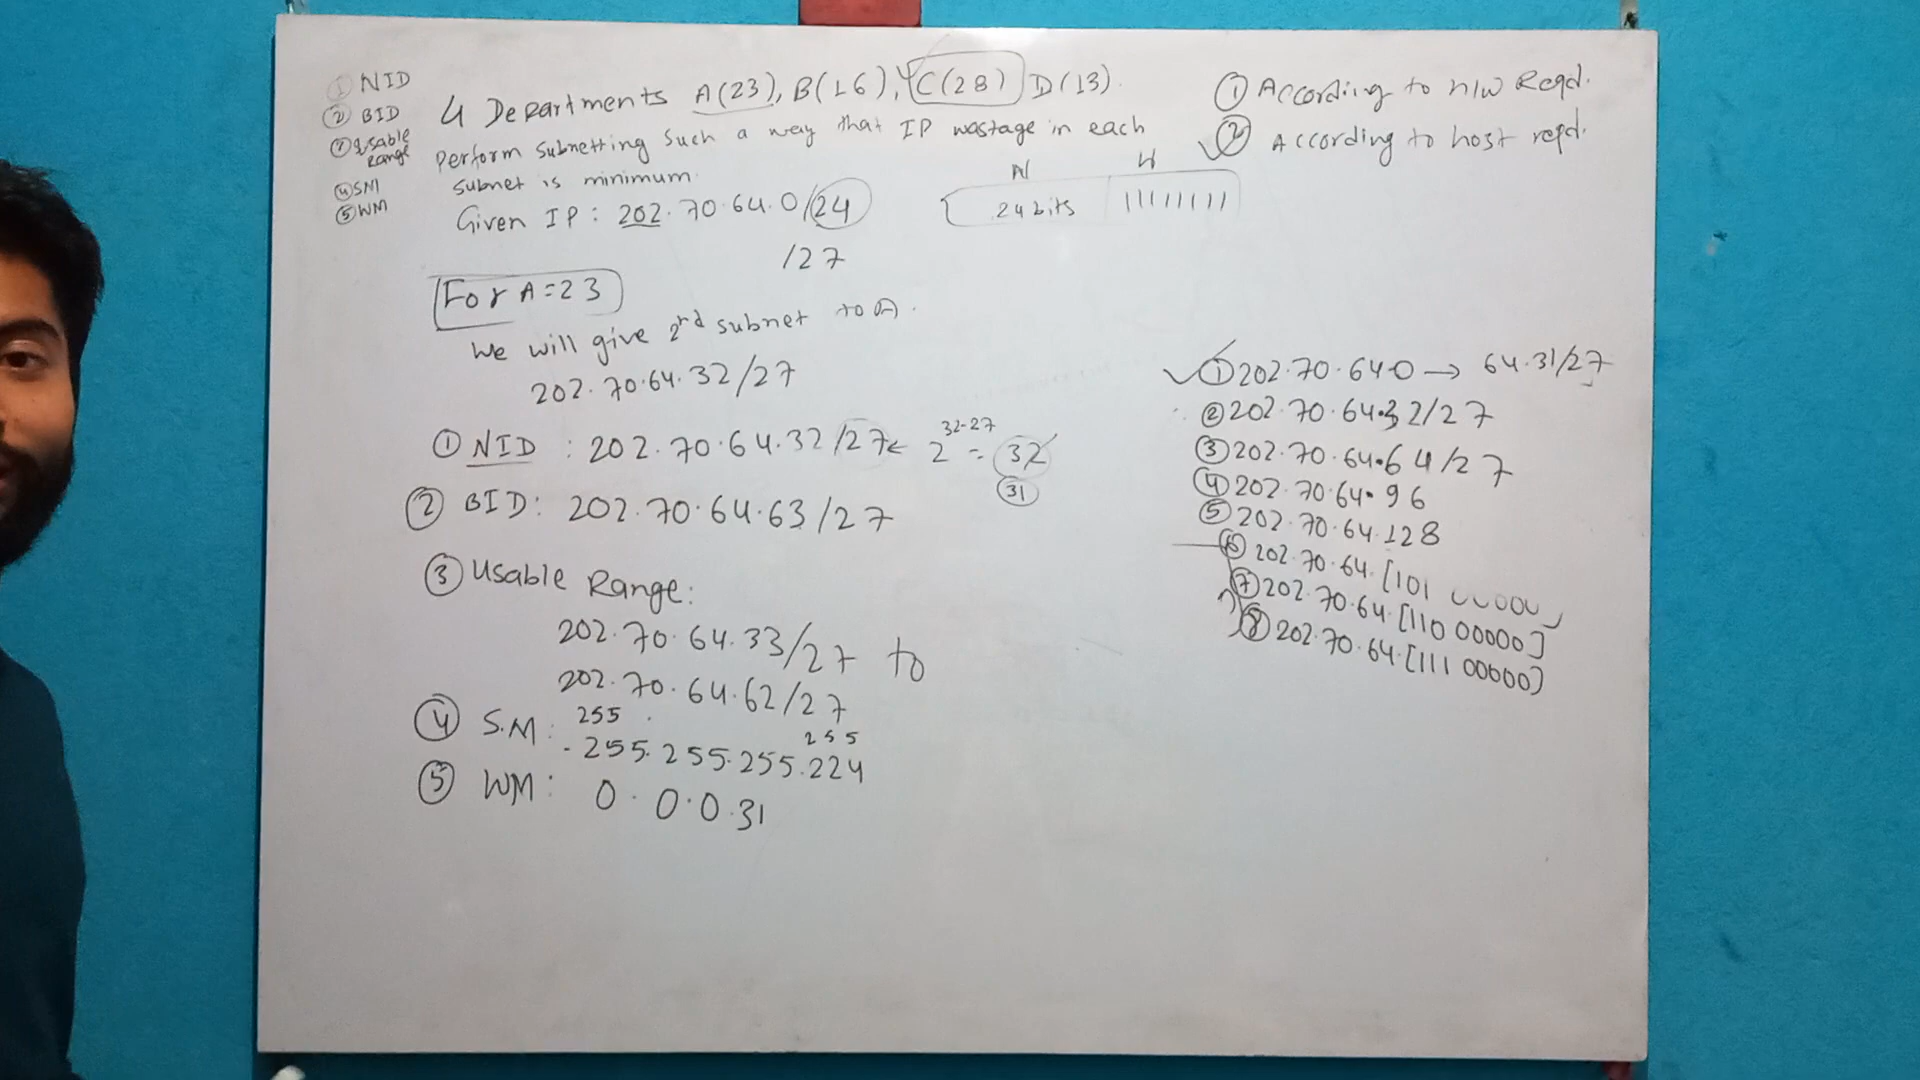 ① NID
② BID
③ Usable Range
④ SM
⑤ WM
4 Departments A(23), B(16), C(28) D(13).
Perform subnetting such a way that IP wastage in each
subnet is minimum.
Given IP : 202.70.64.0/24
/27
N H
24 bits 11111111
① According to n/w Reqd.
② According to host reqd.
For A=23
We will give 2nd subnet to A.
202.70.64.32/27
① NID : 202.70.64.32/27 ← 2^32-27 = 32
31
② BID: 202.70.64.63/27
③ Usable Range:
202.70.64.33/27 to
202.70.64.62/27
④ S.M: 255.255.255.224
255 . 255
⑤ WM: 0.0.0.31
① 202.70.64.0 → 64.31/27
② 202.70.64.32/27
③ 202.70.64.64/27
④ 202.70.64.96
⑤ 202.70.64.128
⑥ 202.70.64.[101 00000]
⑦ 202.70.64.[110 00000]
⑧ 202.70.64.[111 00000]